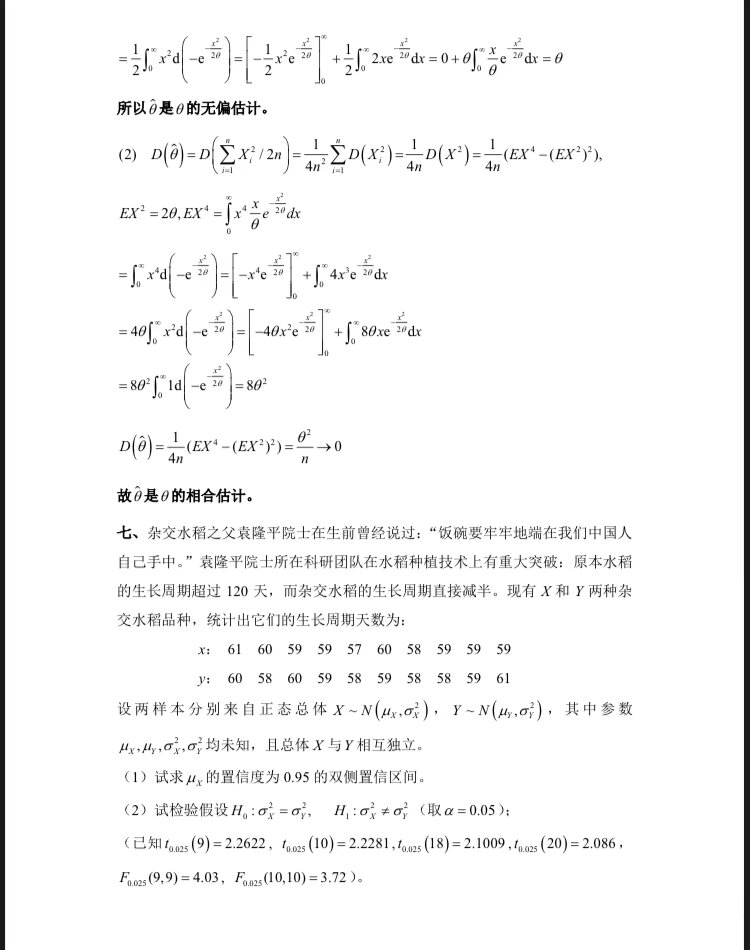 $=\frac{1}{2}\int_0^\infty x^2 \mathrm{d}\left(-\mathrm{e}^{-\frac{x^2}{2\theta}}\right)=\left[-\frac{1}{2}x^2\mathrm{e}^{-\frac{x^2}{2\theta}}\right]_0^\infty+\frac{1}{2}\int_0^\infty 2x\mathrm{e}^{-\frac{x^2}{2\theta}}\mathrm{d}x=0+\theta\int_0^\infty\frac{x}{\theta}\mathrm{e}^{-\frac{x^2}{2\theta}}\mathrm{d}x=\theta$
所以$\hat{\theta}$是$\theta$的无偏估计。
(2) $D(\hat{\theta})=D\left(\sum_{i=1}^n X_i^2/2n\right)=\frac{1}{4n^2}\sum_{i=1}^n D(X_i^2)=\frac{1}{4n}D(X^2)=\frac{1}{4n}(EX^4-(EX^2)^2),$
$EX^2=2\theta, EX^4=\int_0^\infty x^4\frac{x}{\theta}e^{-\frac{x^2}{2\theta}}dx$
$=\int_0^\infty x^4\mathrm{d}\left(-\mathrm{e}^{-\frac{x^2}{2\theta}}\right)=\left[-x^4\mathrm{e}^{-\frac{x^2}{2\theta}}\right]_0^\infty+\int_0^\infty 4x^3\mathrm{e}^{-\frac{x^2}{2\theta}}\mathrm{d}x$
$=4\theta\int_0^\infty x^2\mathrm{d}\left(-\mathrm{e}^{-\frac{x^2}{2\theta}}\right)=\left[-4\theta x^2\mathrm{e}^{-\frac{x^2}{2\theta}}\right]_0^\infty+\int_0^\infty 8\theta x\mathrm{e}^{-\frac{x^2}{2\theta}}\mathrm{d}x$
$=8\theta^2\int_0^\infty 1\mathrm{d}\left(-\mathrm{e}^{-\frac{x^2}{2\theta}}\right)=8\theta^2$
$D(\hat{\theta})=\frac{1}{4n}(EX^4-(EX^2)^2)=\frac{\theta^2}{n}\to 0$
故$\hat{\theta}$是$\theta$的相合估计。
七、杂交水稻之父袁隆平院士在生前曾经说过：“饭碗要牢牢地端在我们中国人
自己手中。”袁隆平院士所在科研团队在水稻种植技术上有重大突破：原本水稻
的生长周期超过 120 天，而杂交水稻的生长周期直接减半。现有 X 和 Y 两种杂
交水稻品种，统计出它们的生长周期天数为：
x： 61 60 59 59 57 60 58 59 59 59
y： 60 58 60 59 58 59 58 58 59 61
设两样本分别来自正态总体 $X\sim N(\mu_X,\sigma_X^2)$， $Y\sim N(\mu_Y,\sigma_Y^2)$，其中参数
$\mu_X,\mu_Y,\sigma_X^2,\sigma_Y^2$均未知，且总体 X 与 Y 相互独立。
（1）试求$\mu_X$的置信度为 0.95 的双侧置信区间。
（2）试检验假设$H_0:\sigma_X^2=\sigma_Y^2, H_1:\sigma_X^2\neq\sigma_Y^2$（取$\alpha=0.05$）；
（已知$t_{0.025}(9)=2.2622$，$t_{0.025}(10)=2.2281$,$t_{0.025}(18)=2.1009$,$t_{0.025}(20)=2.086$，
$F_{0.025}(9,9)=4.03$，$F_{0.025}(10,10)=3.72$）。